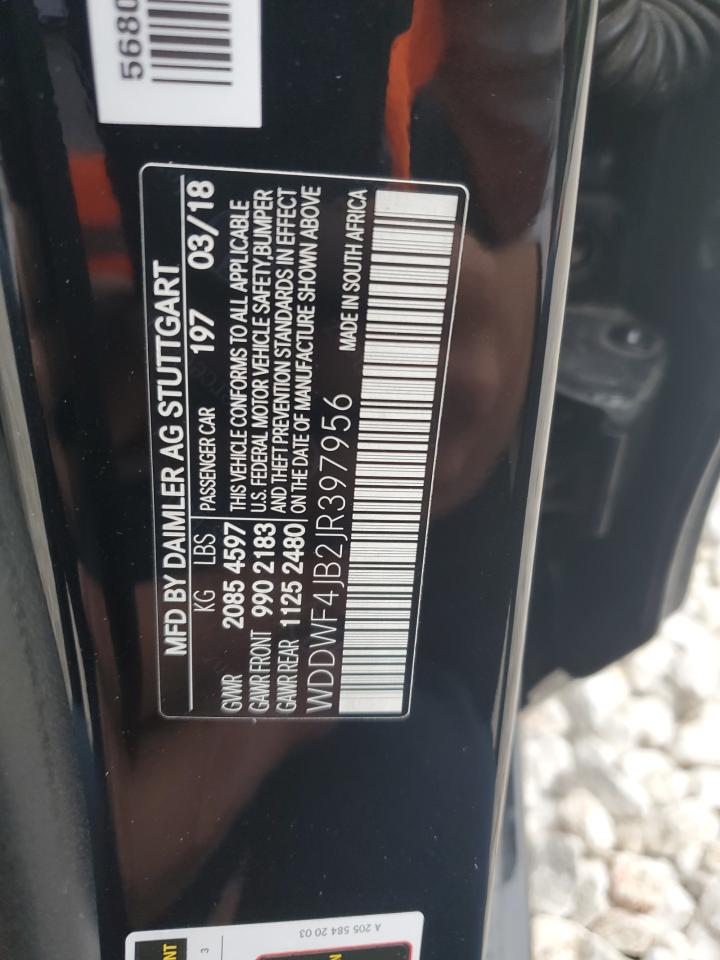 5680
MFD BY DAIMLER AG STUTTGART
KG LBS PASSENGER CAR 197 03/18
GVWR 2085 4597 THIS VEHICLE CONFORMS TO ALL APPLICABLE
GAWR FRONT 990 2183 U.S. FEDERAL MOTOR VEHICLE SAFETY,BUMPER
GAWR REAR 1125 2480 AND THEFT PREVENTION STANDARDS IN EFFECT
ON THE DATE OF MANUFACTURE SHOWN ABOVE
WDDWF4JB2JR397956 MADE IN SOUTH AFRICA
A 205 584 20 03
3